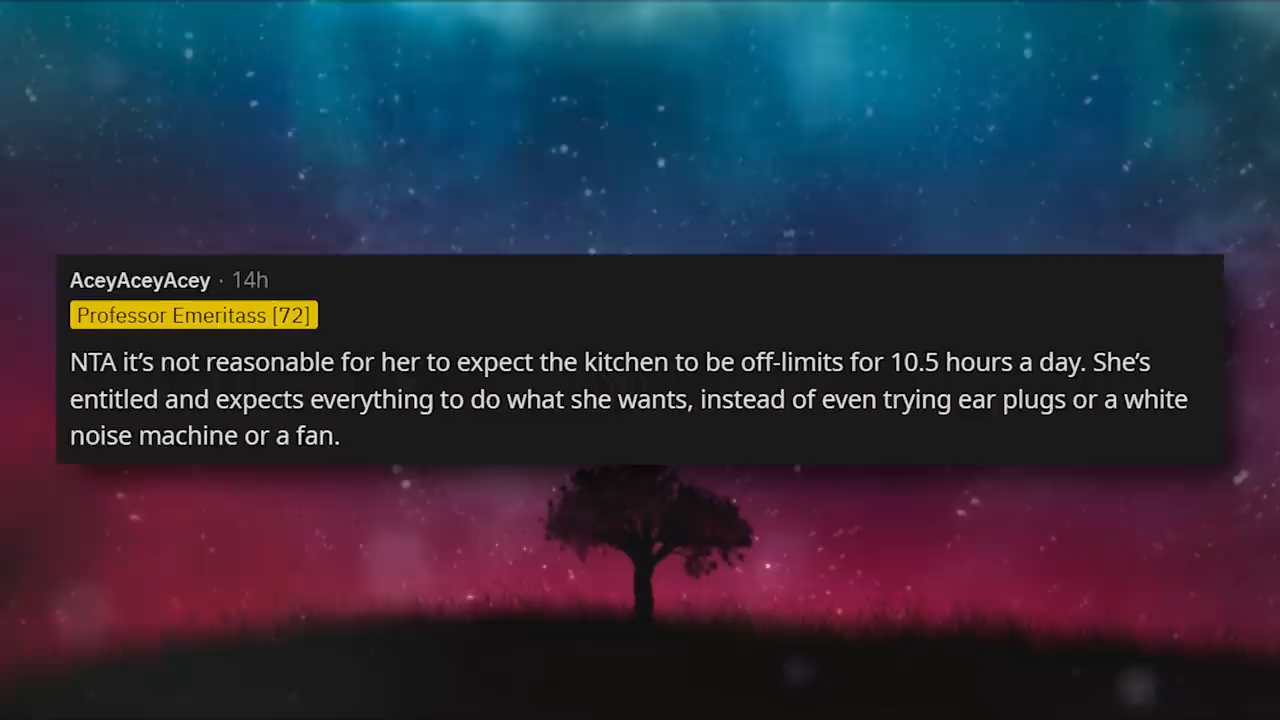 AceyAceyAcey · 14h
Professor Emeritass [72]
NTA it’s not reasonable for her to expect the kitchen to be off-limits for 10.5 hours a day. She’s
entitled and expects everything to do what she wants, instead of even trying ear plugs or a white
noise machine or a fan.